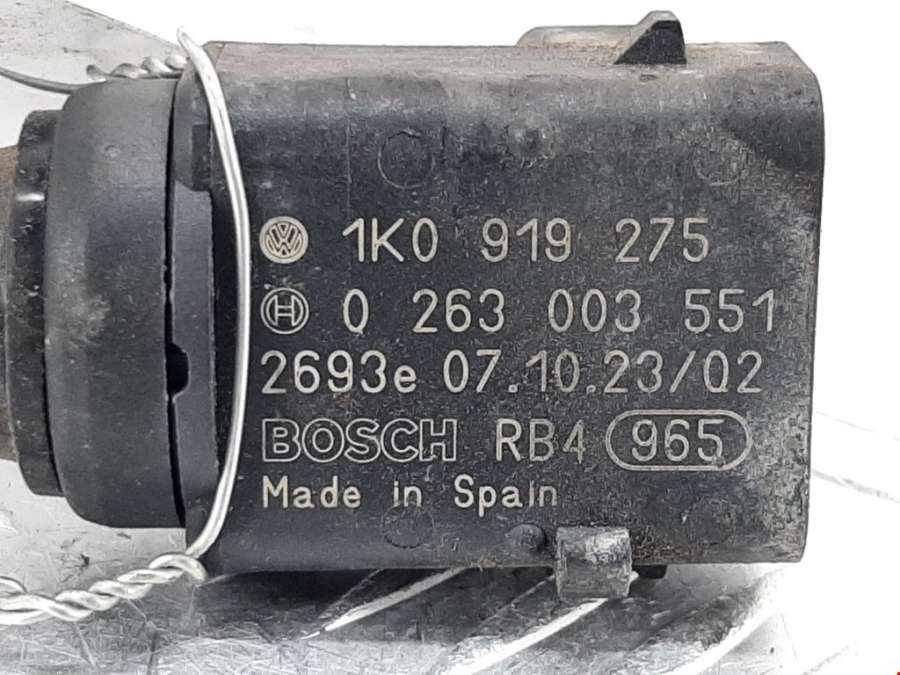 1K0 919 275
0 263 003 551
2693e 07.10.23/02
BOSCH RB4 965
Made in Spain